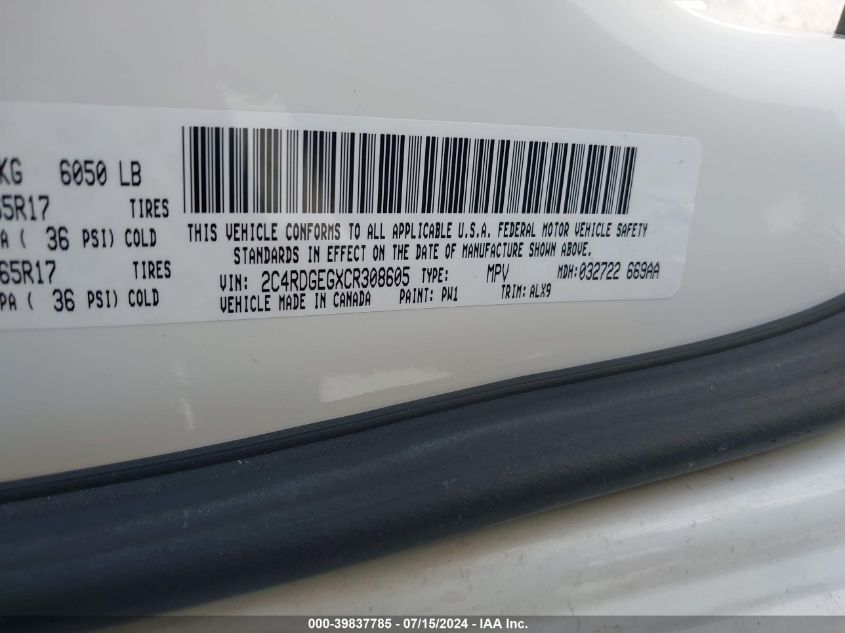 KG 6050 LB
65R17 TIRES
A ( 36 PSI) COLD
65R17 TIRES
PA ( 36 PSI) COLD
THIS VEHICLE CONFORMS TO ALL APPLICABLE U.S.A. FEDERAL MOTOR VEHICLE SAFETY
STANDARDS IN EFFECT ON THE DATE OF MANUFACTURE SHOWN ABOVE.
VIN: 2C4RDGEGXCR308605 TYPE: MPV MDH:032722 669AA
VEHICLE MADE IN CANADA PAINT: PW1 TRIM: ALX9
000-39837785 / 07/15/2024 - IAA Inc.